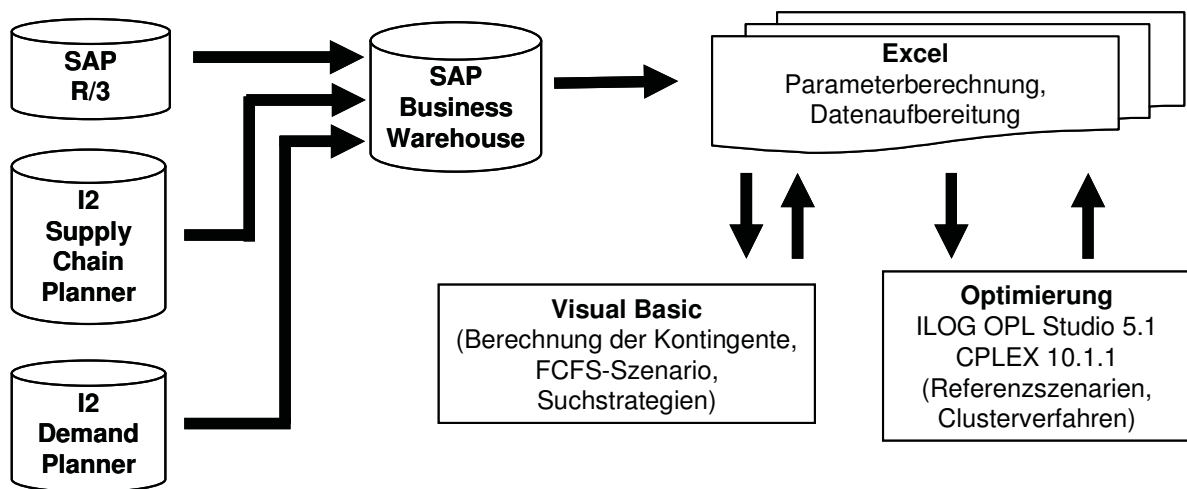 SAP
R/3
I2
Supply
Chain
Planner
I2
Demand
Planner
SAP
Business
Warehouse
Excel
Parameterberechnung,
Datenaufbereitung
Visual Basic
(Berechnung der Kontingente,
FCFS-Szenario,
Suchstrategien)
Optimierung
ILOG OPL Studio 5.1
CPLEX 10.1.1
(Referenzszenarien,
Clusterverfahren)